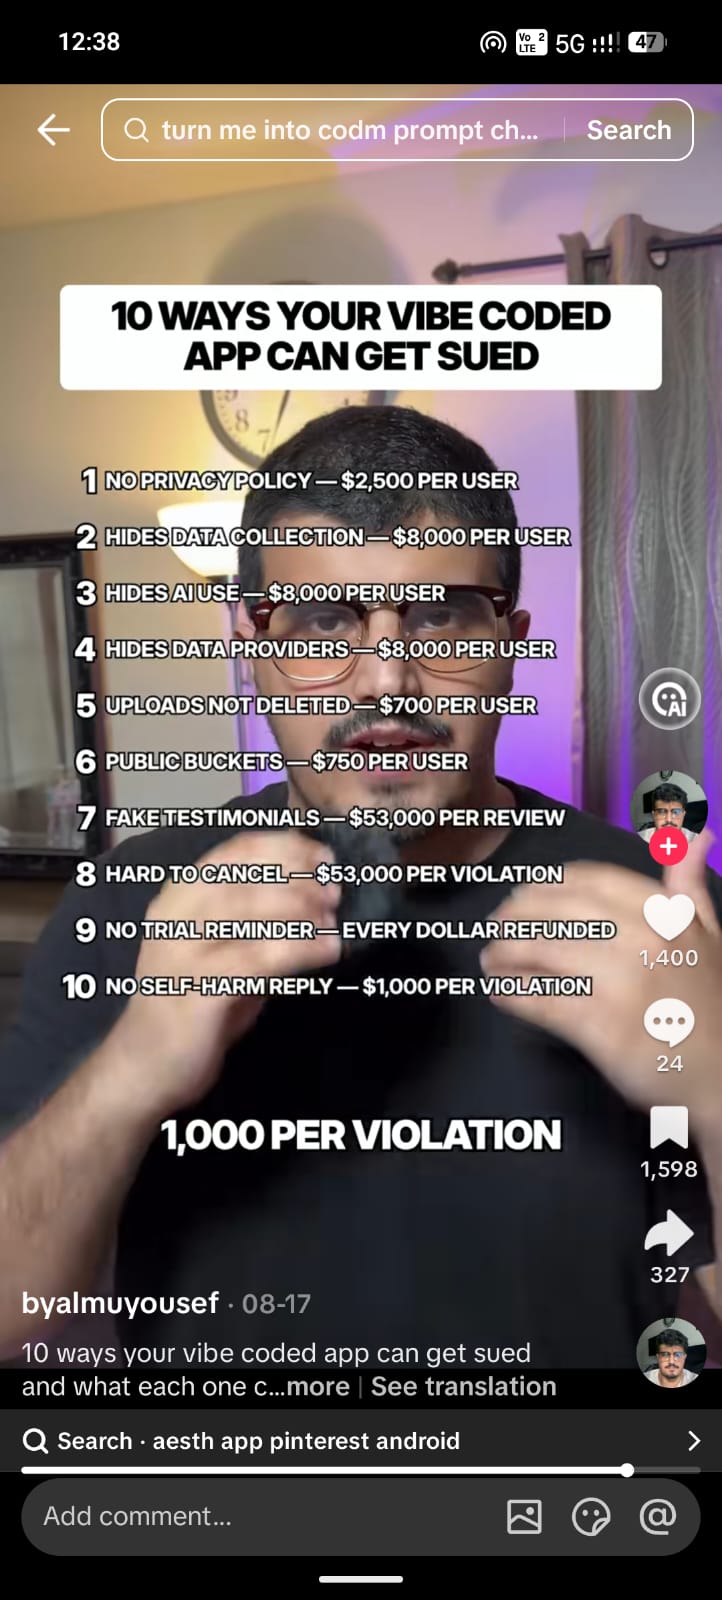 12:38
Vo 2
LTE
5G
47
turn me into codm prompt ch...
Search
10 WAYS YOUR VIBE CODED
APP CAN GET SUED
8
7
1 NO PRIVACY POLICY — $2,500 PER USER
2 HIDES DATA COLLECTION — $8,000 PER USER
3 HIDES AI USE — $8,000 PER USER
4 HIDES DATA PROVIDERS — $8,000 PER USER
5 UPLOADS NOT DELETED — $700 PER USER
AI
6 PUBLIC BUCKETS — $750 PER USER
7 FAKE TESTIMONIALS — $53,000 PER REVIEW
8 HARD TO CANCEL — $53,000 PER VIOLATION
9 NO TRIAL REMINDER — EVERY DOLLAR REFUNDED
1,400
10 NO SELF-HARM REPLY — $1,000 PER VIOLATION
24
1,000 PER VIOLATION
1,598
327
byalmuyousef · 08-17
10 ways your vibe coded app can get sued
and what each one c...more | See translation
Search · aesth app pinterest android
Add comment...